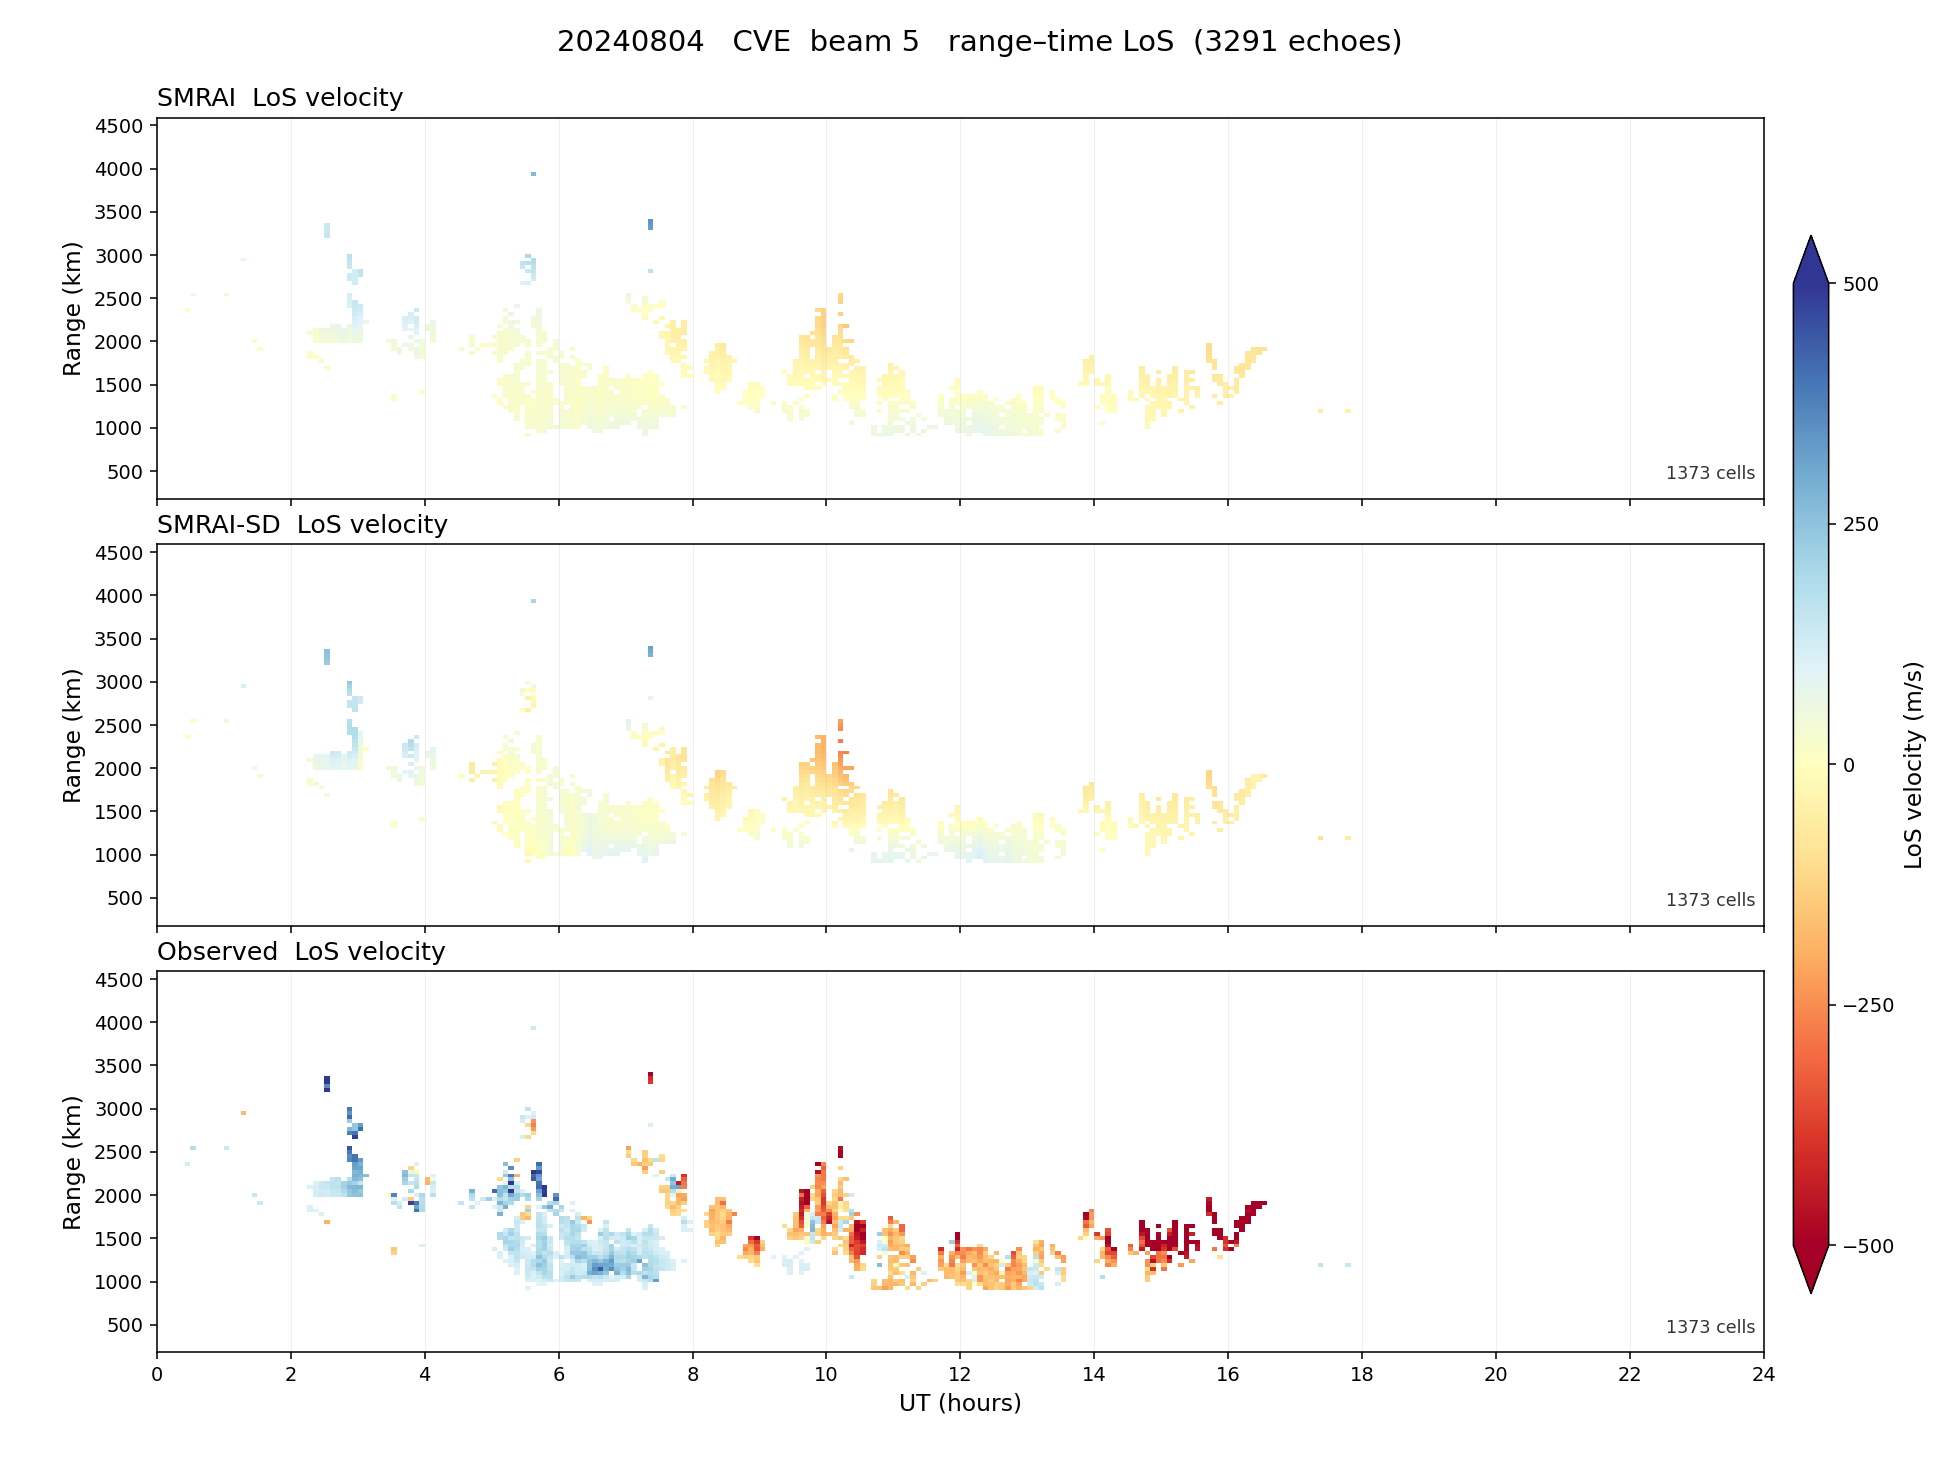 20240804   CVE  beam 5   range–time LoS  (3291 echoes)
SMRAI  LoS velocity
4500
4000
3500
3000
2500
2000
1500
1000
500
Range (km)
1373 cells
SMRAI-SD  LoS velocity
4500
4000
3500
3000
2500
2000
1500
1000
500
Range (km)
1373 cells
Observed  LoS velocity
4500
4000
3500
3000
2500
2000
1500
1000
500
Range (km)
1373 cells
0 2 4 6 8 10 12 14 16 18 20 22 24
UT (hours)
500
250
0
−250
−500
LoS velocity (m/s)